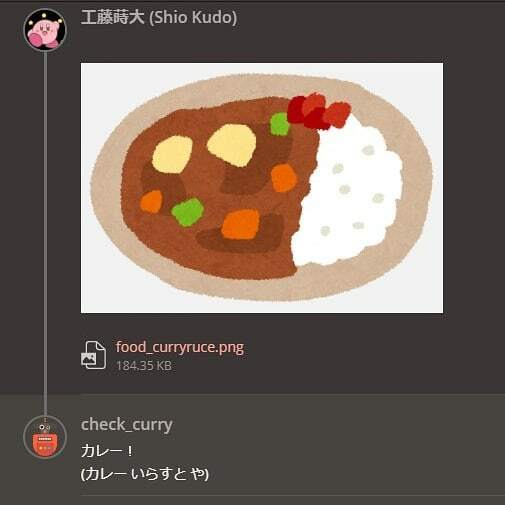 工藤蒔大 (Shio Kudo)
food_curryruce.png
184.35 KB
check_curry
カレー！
(カレー いらすとや)